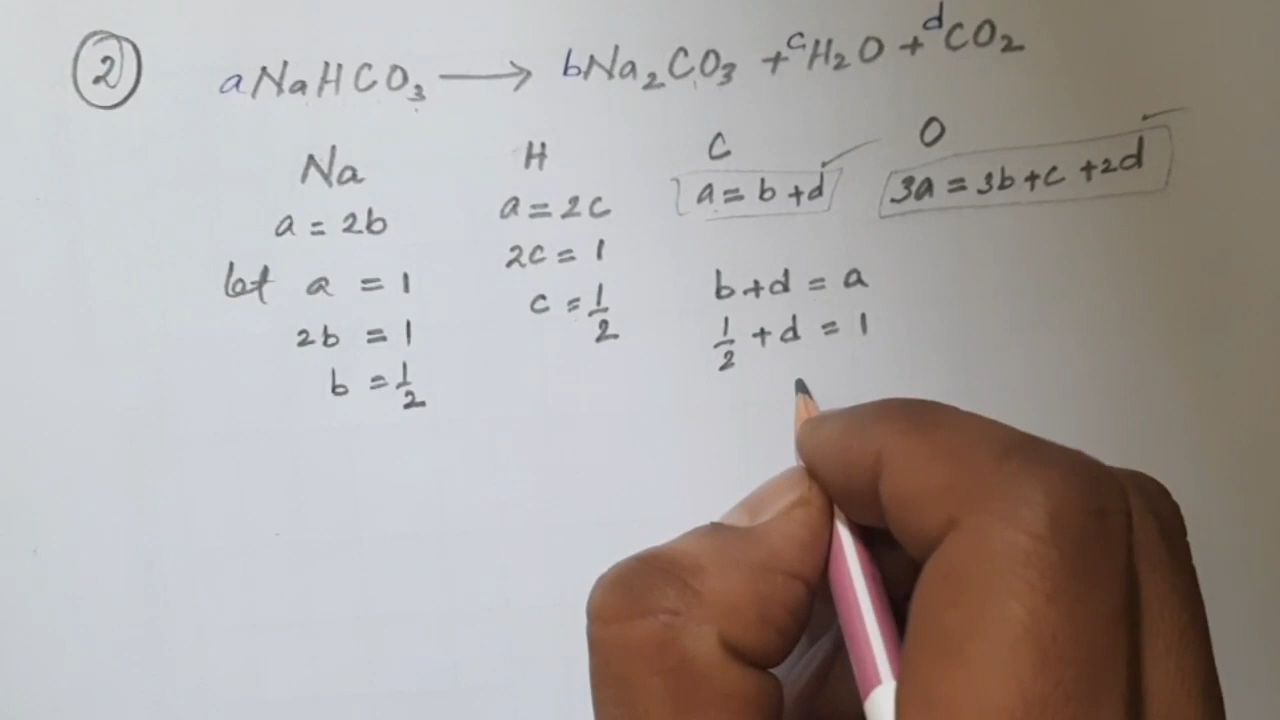 ② aNaHCO₃ ⟶ bNa₂CO₃ + cH₂O + dCO₂
Na H C O
a = 2b a = 2c a = b + d 3a = 3b + c + 2d
let a = 1 2c = 1 b + d = a
2b = 1 c = 1/2 1/2 + d = 1
b = 1/2